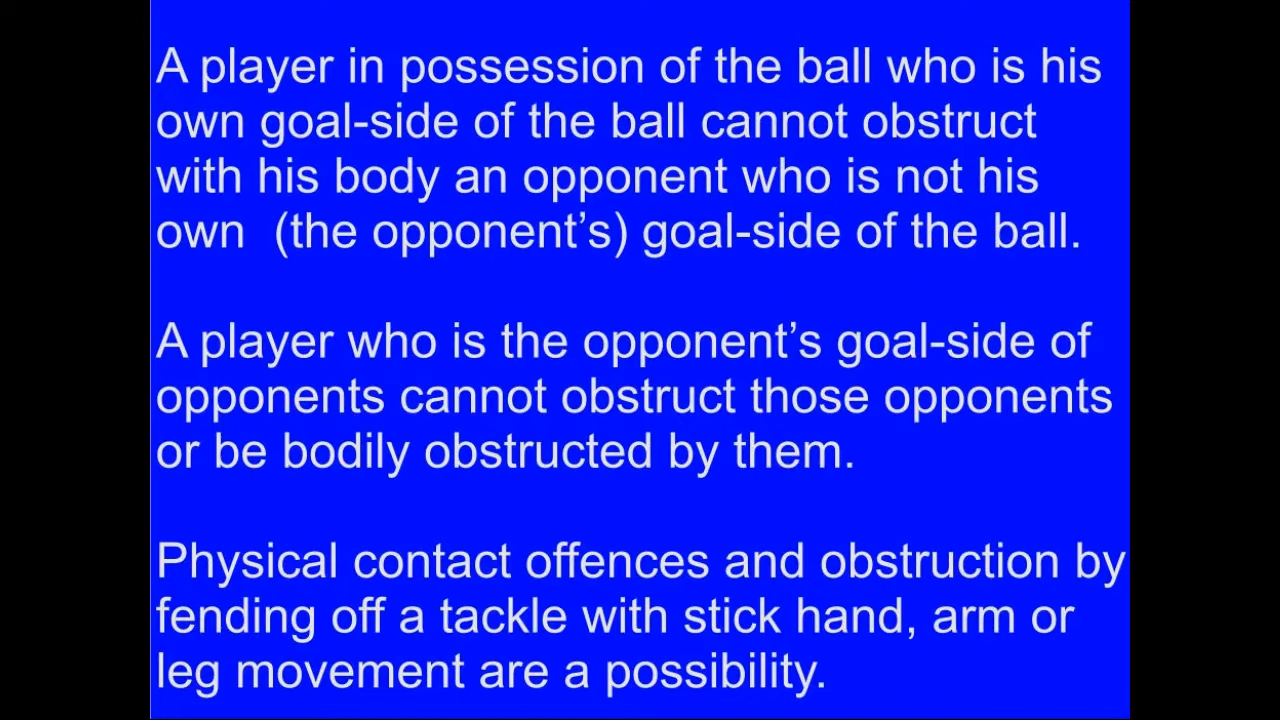 A player in possession of the ball who is his
own goal-side of the ball cannot obstruct
with his body an opponent who is not his
own  (the opponent’s) goal-side of the ball.
A player who is the opponent’s goal-side of
opponents cannot obstruct those opponents
or be bodily obstructed by them.
Physical contact offences and obstruction by
fending off a tackle with stick hand, arm or
leg movement are a possibility.